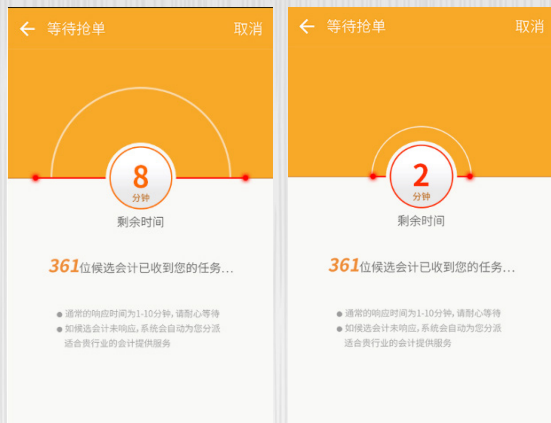 等待抢单
取消
8
分钟
剩余时间
361位候选会计已收到您的任务...
● 通常的响应时间为1-10分钟,请耐心等待
● 如候选会计未响应,系统会自动为您分派
适合贵行业的会计提供服务
等待抢单
取消
2
分钟
剩余时间
361位候选会计已收到您的任务...
● 通常的响应时间为1-10分钟,请耐心等待
● 如候选会计未响应,系统会自动为您分派
适合贵行业的会计提供服务